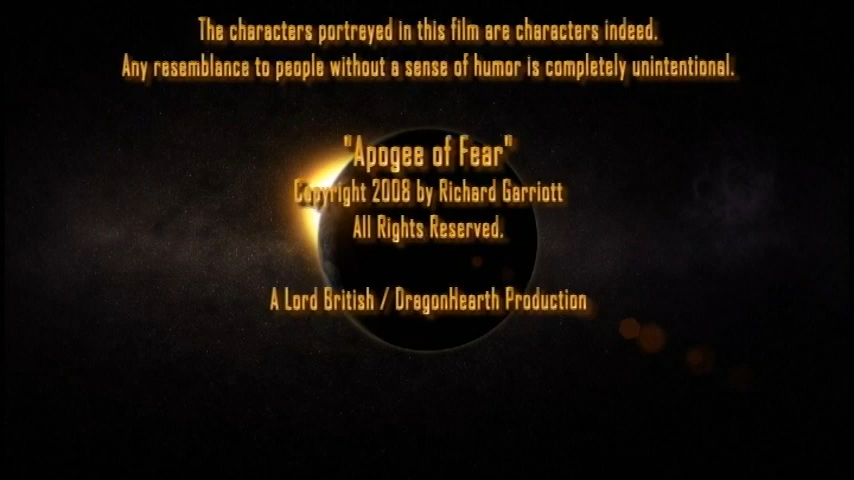 The characters portreyed in this film are characters indeed.
Any resemblance to people without a sense of humor is completely unintentional.
"Apogee of Fear"
Copyright 2008 by Richard Garriott
All Rights Reserved.
A Lord British / DragonHearth Production